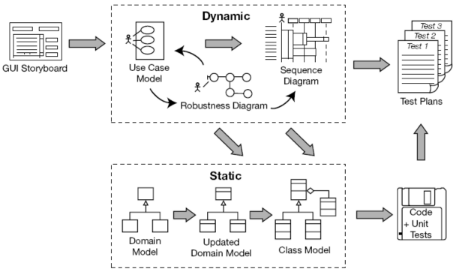 Dynamic
GUI Storyboard
Use Case
Model
Robustness Diagram
Sequence
Diagram
Test 3
Test 2
Test 1
Test Plans
Static
Domain
Model
Updated
Domain Model
Class Model
Code
+ Unit
Tests